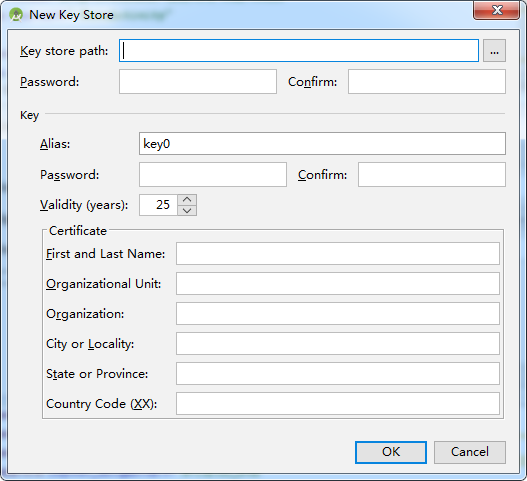 New Key Store
Key store path:
...
Password: Confirm:
Key
Alias: key0
Password: Confirm:
Validity (years): 25
Certificate
First and Last Name:
Organizational Unit:
Organization:
City or Locality:
State or Province:
Country Code (XX):
OK Cancel